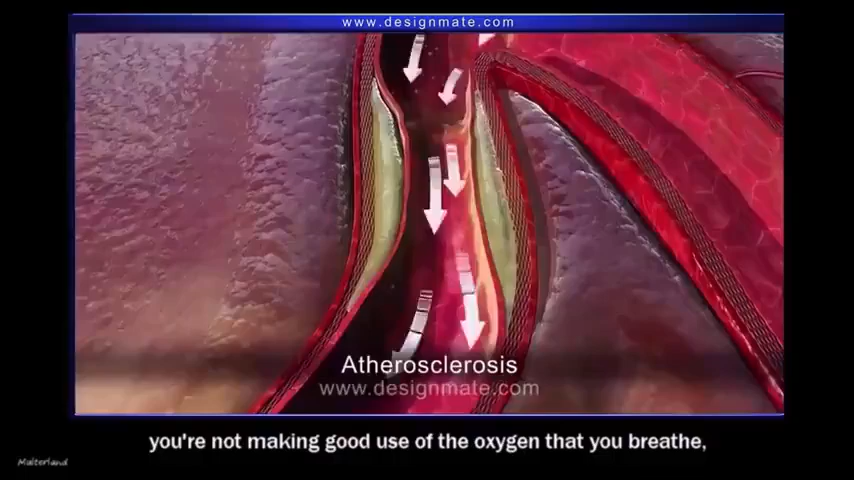 www.designmate.com
Atherosclerosis
www.designmate.com
you're not making good use of the oxygen that you breathe,
Malterland